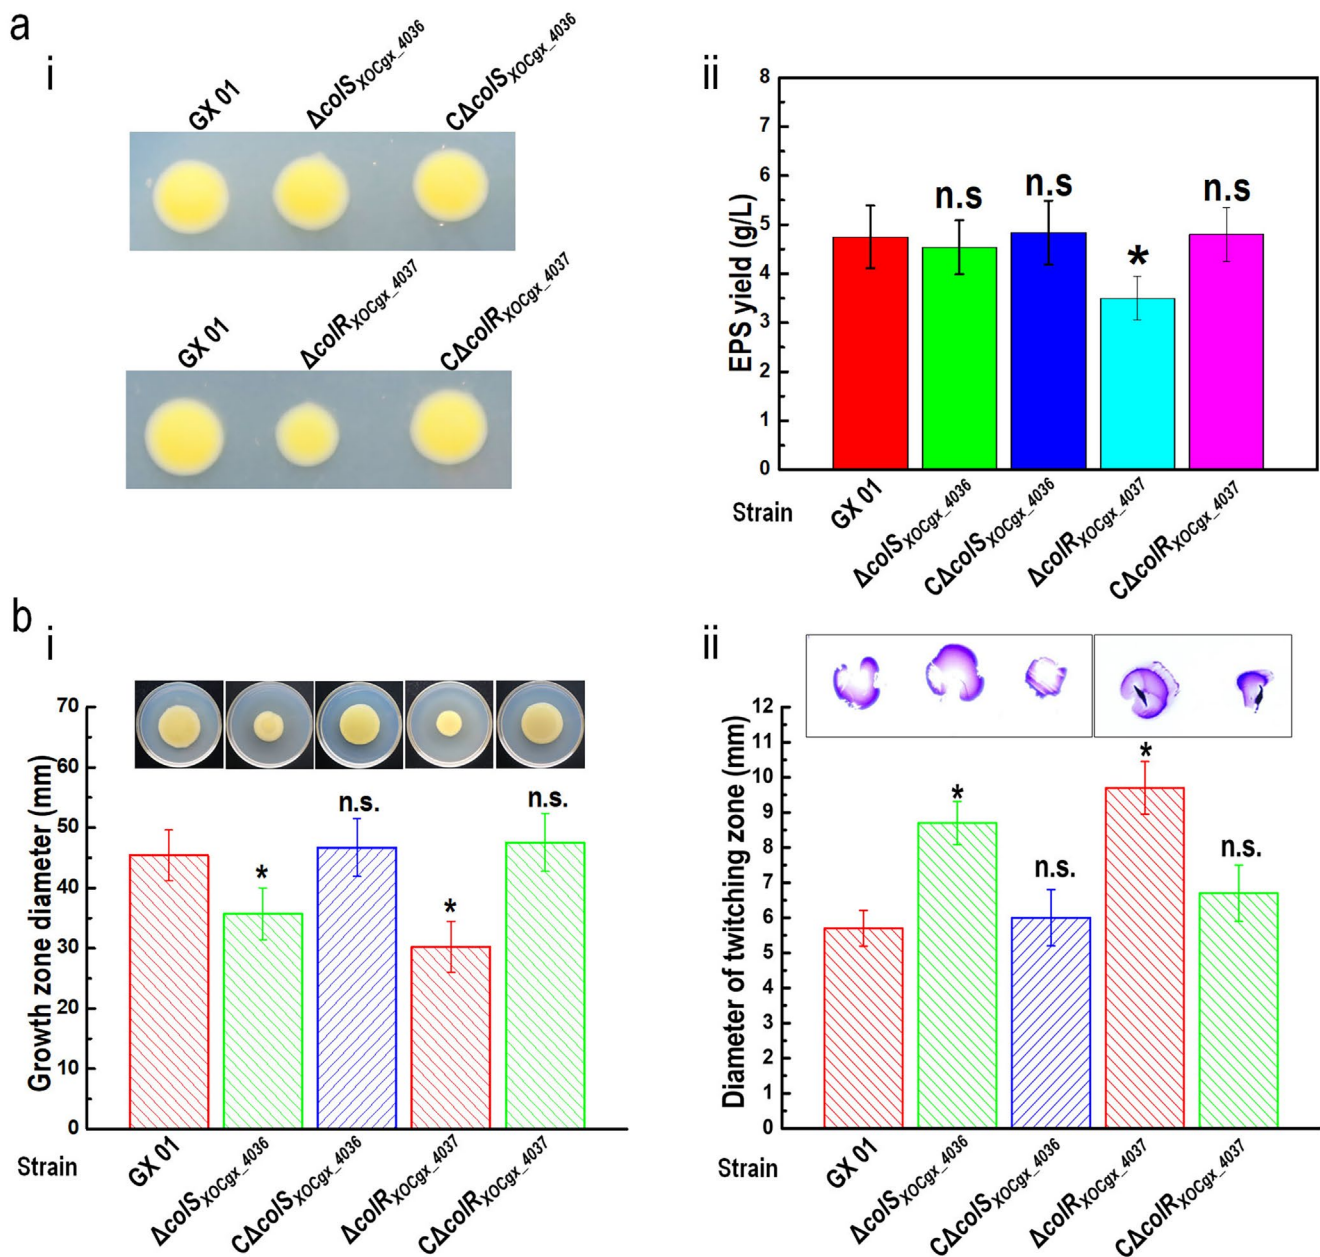 a
i
GX 01
ΔcolSXOCgx_4036
CΔcolSXOCgx_4036
GX 01
ΔcolRXOCgx_4037
CΔcolRXOCgx_4037
ii
EPS yield (g/L)
8
7
6
5
4
3
2
1
0
n.s
n.s
*
n.s
Strain
GX 01
ΔcolSXOCgx_4036
CΔcolSXOCgx_4036
ΔcolRXOCgx_4037
CΔcolRXOCgx_4037
b
i
Growth zone diameter (mm)
70
60
50
40
30
20
10
0
*
n.s.
*
n.s.
Strain
GX 01
ΔcolSXOCgx_4036
CΔcolSXOCgx_4036
ΔcolRXOCgx_4037
CΔcolRXOCgx_4037
ii
Diameter of twitching zone (mm)
12
11
10
9
8
7
6
5
4
3
2
1
0
*
n.s.
*
n.s.
Strain
GX 01
ΔcolSXOCgx_4036
CΔcolSXOCgx_4036
ΔcolRXOCgx_4037
CΔcolRXOCgx_4037